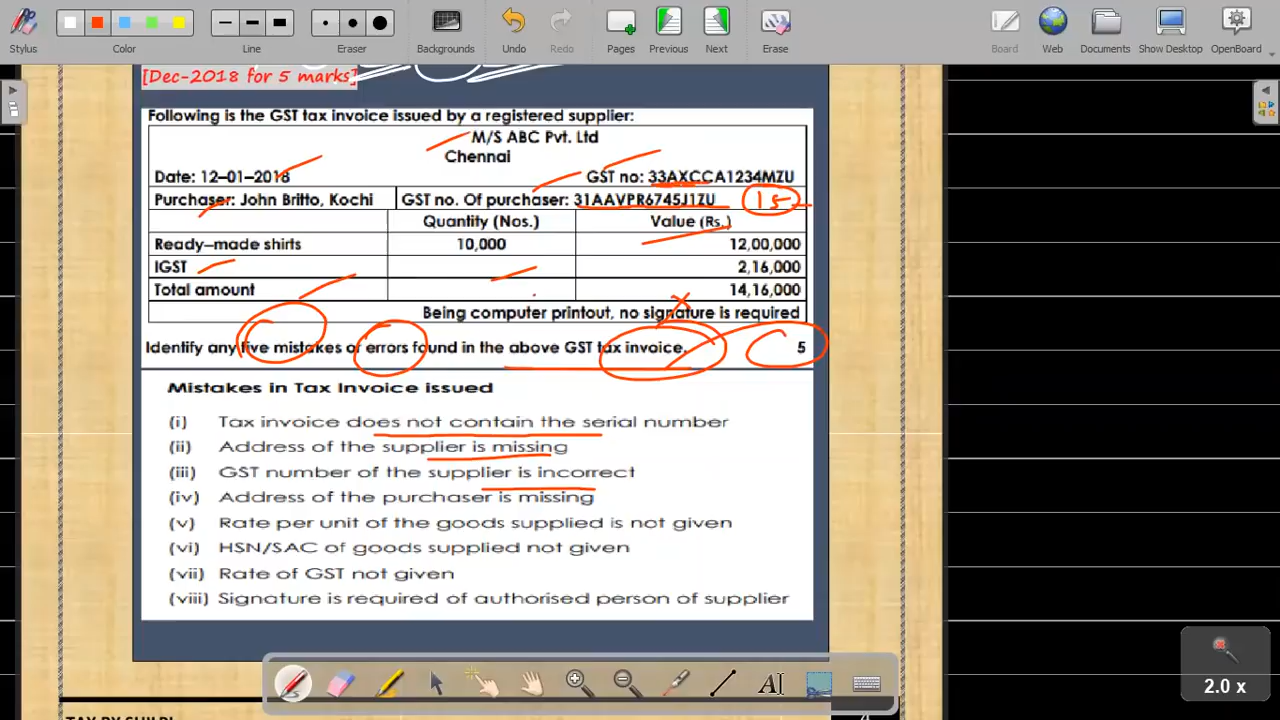 Stylus
Color
Line
Eraser
Backgrounds
Undo
Redo
Pages
Previous
Next
Erase
Board
Web
Documents
Show Desktop
OpenBoard
[Dec-2018 for 5 marks]
Following is the GST tax invoice issued by a registered supplier:
M/S ABC Pvt. Ltd
Chennai
Date: 12–01–2018 GST no: 33AXCCA1234MZU
Purchaser: John Britto, Kochi GST no. Of purchaser: 31AAVPR6745J1ZU 15
Quantity (Nos.) Value (Rs.)
Ready–made shirts 10,000 12,00,000
IGST 2,16,000
Total amount 14,16,000
Being computer printout, no signature is required
Identify any five mistakes or errors found in the above GST tax invoice. 5
Mistakes in Tax Invoice issued
(i) Tax invoice does not contain the serial number
(ii) Address of the supplier is missing
(iii) GST number of the supplier is incorrect
(iv) Address of the purchaser is missing
(v) Rate per unit of the goods supplied is not given
(vi) HSN/SAC of goods supplied not given
(vii) Rate of GST not given
(viii) Signature is required of authorised person of supplier
2.0 x